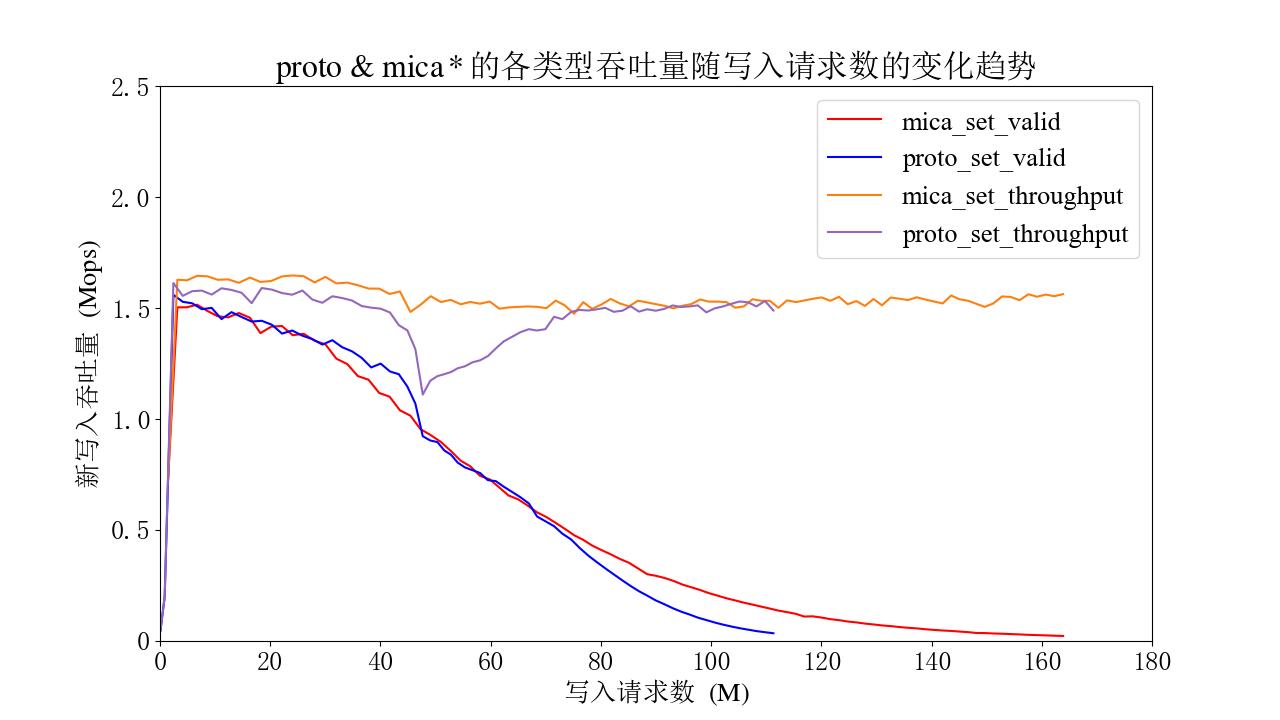 proto & mica * 的各类型吞吐量随写入请求数的变化趋势
mica_set_valid
proto_set_valid
mica_set_throughput
proto_set_throughput
新写入吞吐量 (Mops)
2.5
2.0
1.5
1.0
0.5
0
0 20 40 60 80 100 120 140 160 180
写入请求数 (M)